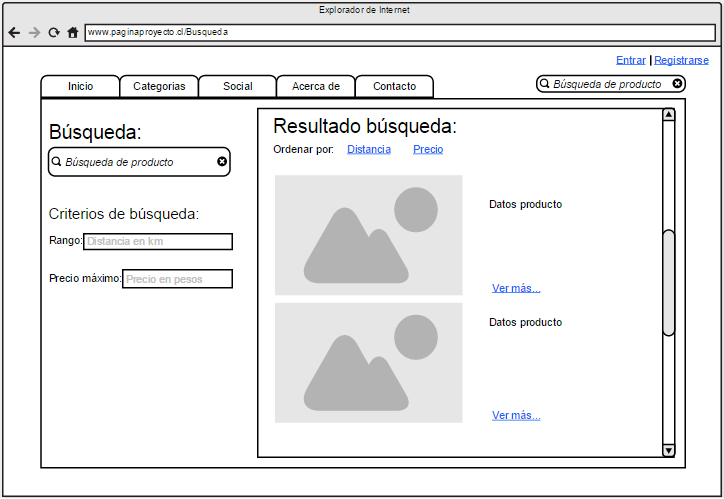 Explorador de Internet
www.paginaproyecto.cl/Busqueda
Entrar | Registrarse
Inicio Categorias Social Acerca de Contacto Búsqueda de producto
Búsqueda:
Búsqueda de producto
Criterios de búsqueda:
Rango: Distancia en km
Precio máximo: Precio en pesos
Resultado búsqueda:
Ordenar por: Distancia Precio
Datos producto
Ver más...
Datos producto
Ver más...